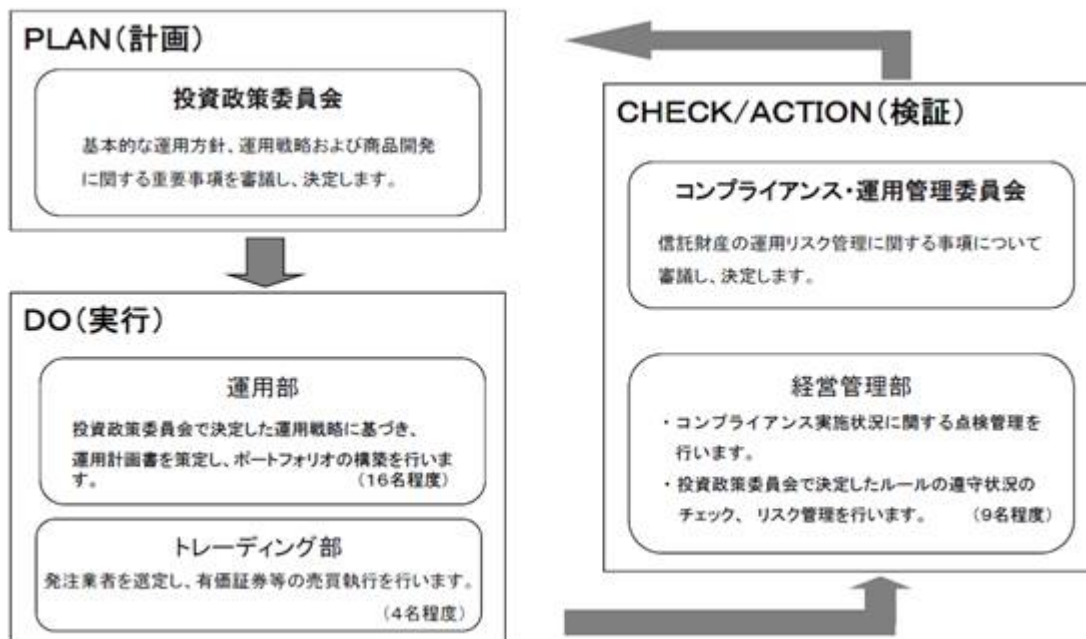 PLAN(計画)
投資政策委員会
基本的な運用方針、運用戦略および商品開発
に関する重要事項を審議し、決定します。
DO(実行)
運用部
投資政策委員会で決定した運用戦略に基づき、
運用計画書を策定し、ポートフォリオの構築を行いま
す。 (16名程度)
トレーディング部
発注業者を選定し、有価証券等の売買執行を行います。
(4名程度)
CHECK/ACTION(検証)
コンプライアンス・運用管理委員会
信託財産の運用リスク管理に関する事項について
審議し、決定します。
経営管理部
・コンプライアンス実施状況に関する点検管理を
行います。
・投資政策委員会で決定したルールの遵守状況の
チェック、リスク管理を行います。 (9名程度)